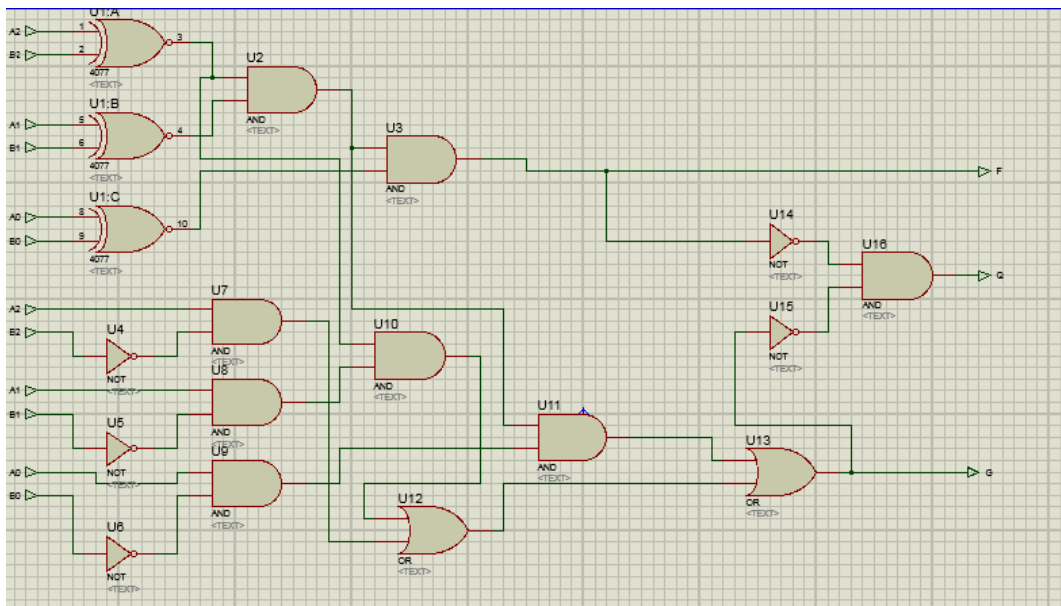 U1:A
A2 1 3
B2 2
4077
<TEXT>
U2
AND
<TEXT>
U1:B
A1 5 4
B1 6
4077
<TEXT>
U3
AND
<TEXT>
F
U1:C
A0 8 10
B0 9
4077
<TEXT>
U14
NOT
<TEXT>
U16
AND
<TEXT>
Q
U15
NOT
<TEXT>
A2
B2
U4
NOT
<TEXT>
U7
AND
<TEXT>
U10
AND
<TEXT>
A1
B1
U5
NOT
<TEXT>
U8
AND
<TEXT>
U11
AND
<TEXT>
A0
B0
U6
NOT
<TEXT>
U9
AND
<TEXT>
U12
OR
<TEXT>
U13
OR
<TEXT>
G